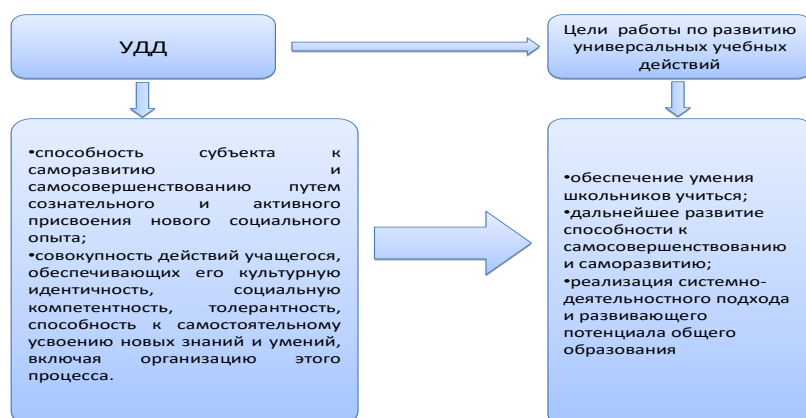 УДД
Цели работы по развитию
универсальных учебных
действий
•способность субъекта к
саморазвитию и
самосовершенствованию путем
сознательного и активного
присвоения нового социального
опыта;
•совокупность действий учащегося,
обеспечивающих его культурную
идентичность, социальную
компетентность, толерантность,
способность к самостоятельному
усвоению новых знаний и умений,
включая организацию этого
процесса.
•обеспечение умения
школьников учиться;
•дальнейшее развитие
способности к
самосовершенствованию
и саморазвитию;
•реализация системно-
деятельностного подхода
и развивающего
потенциала общего
образования